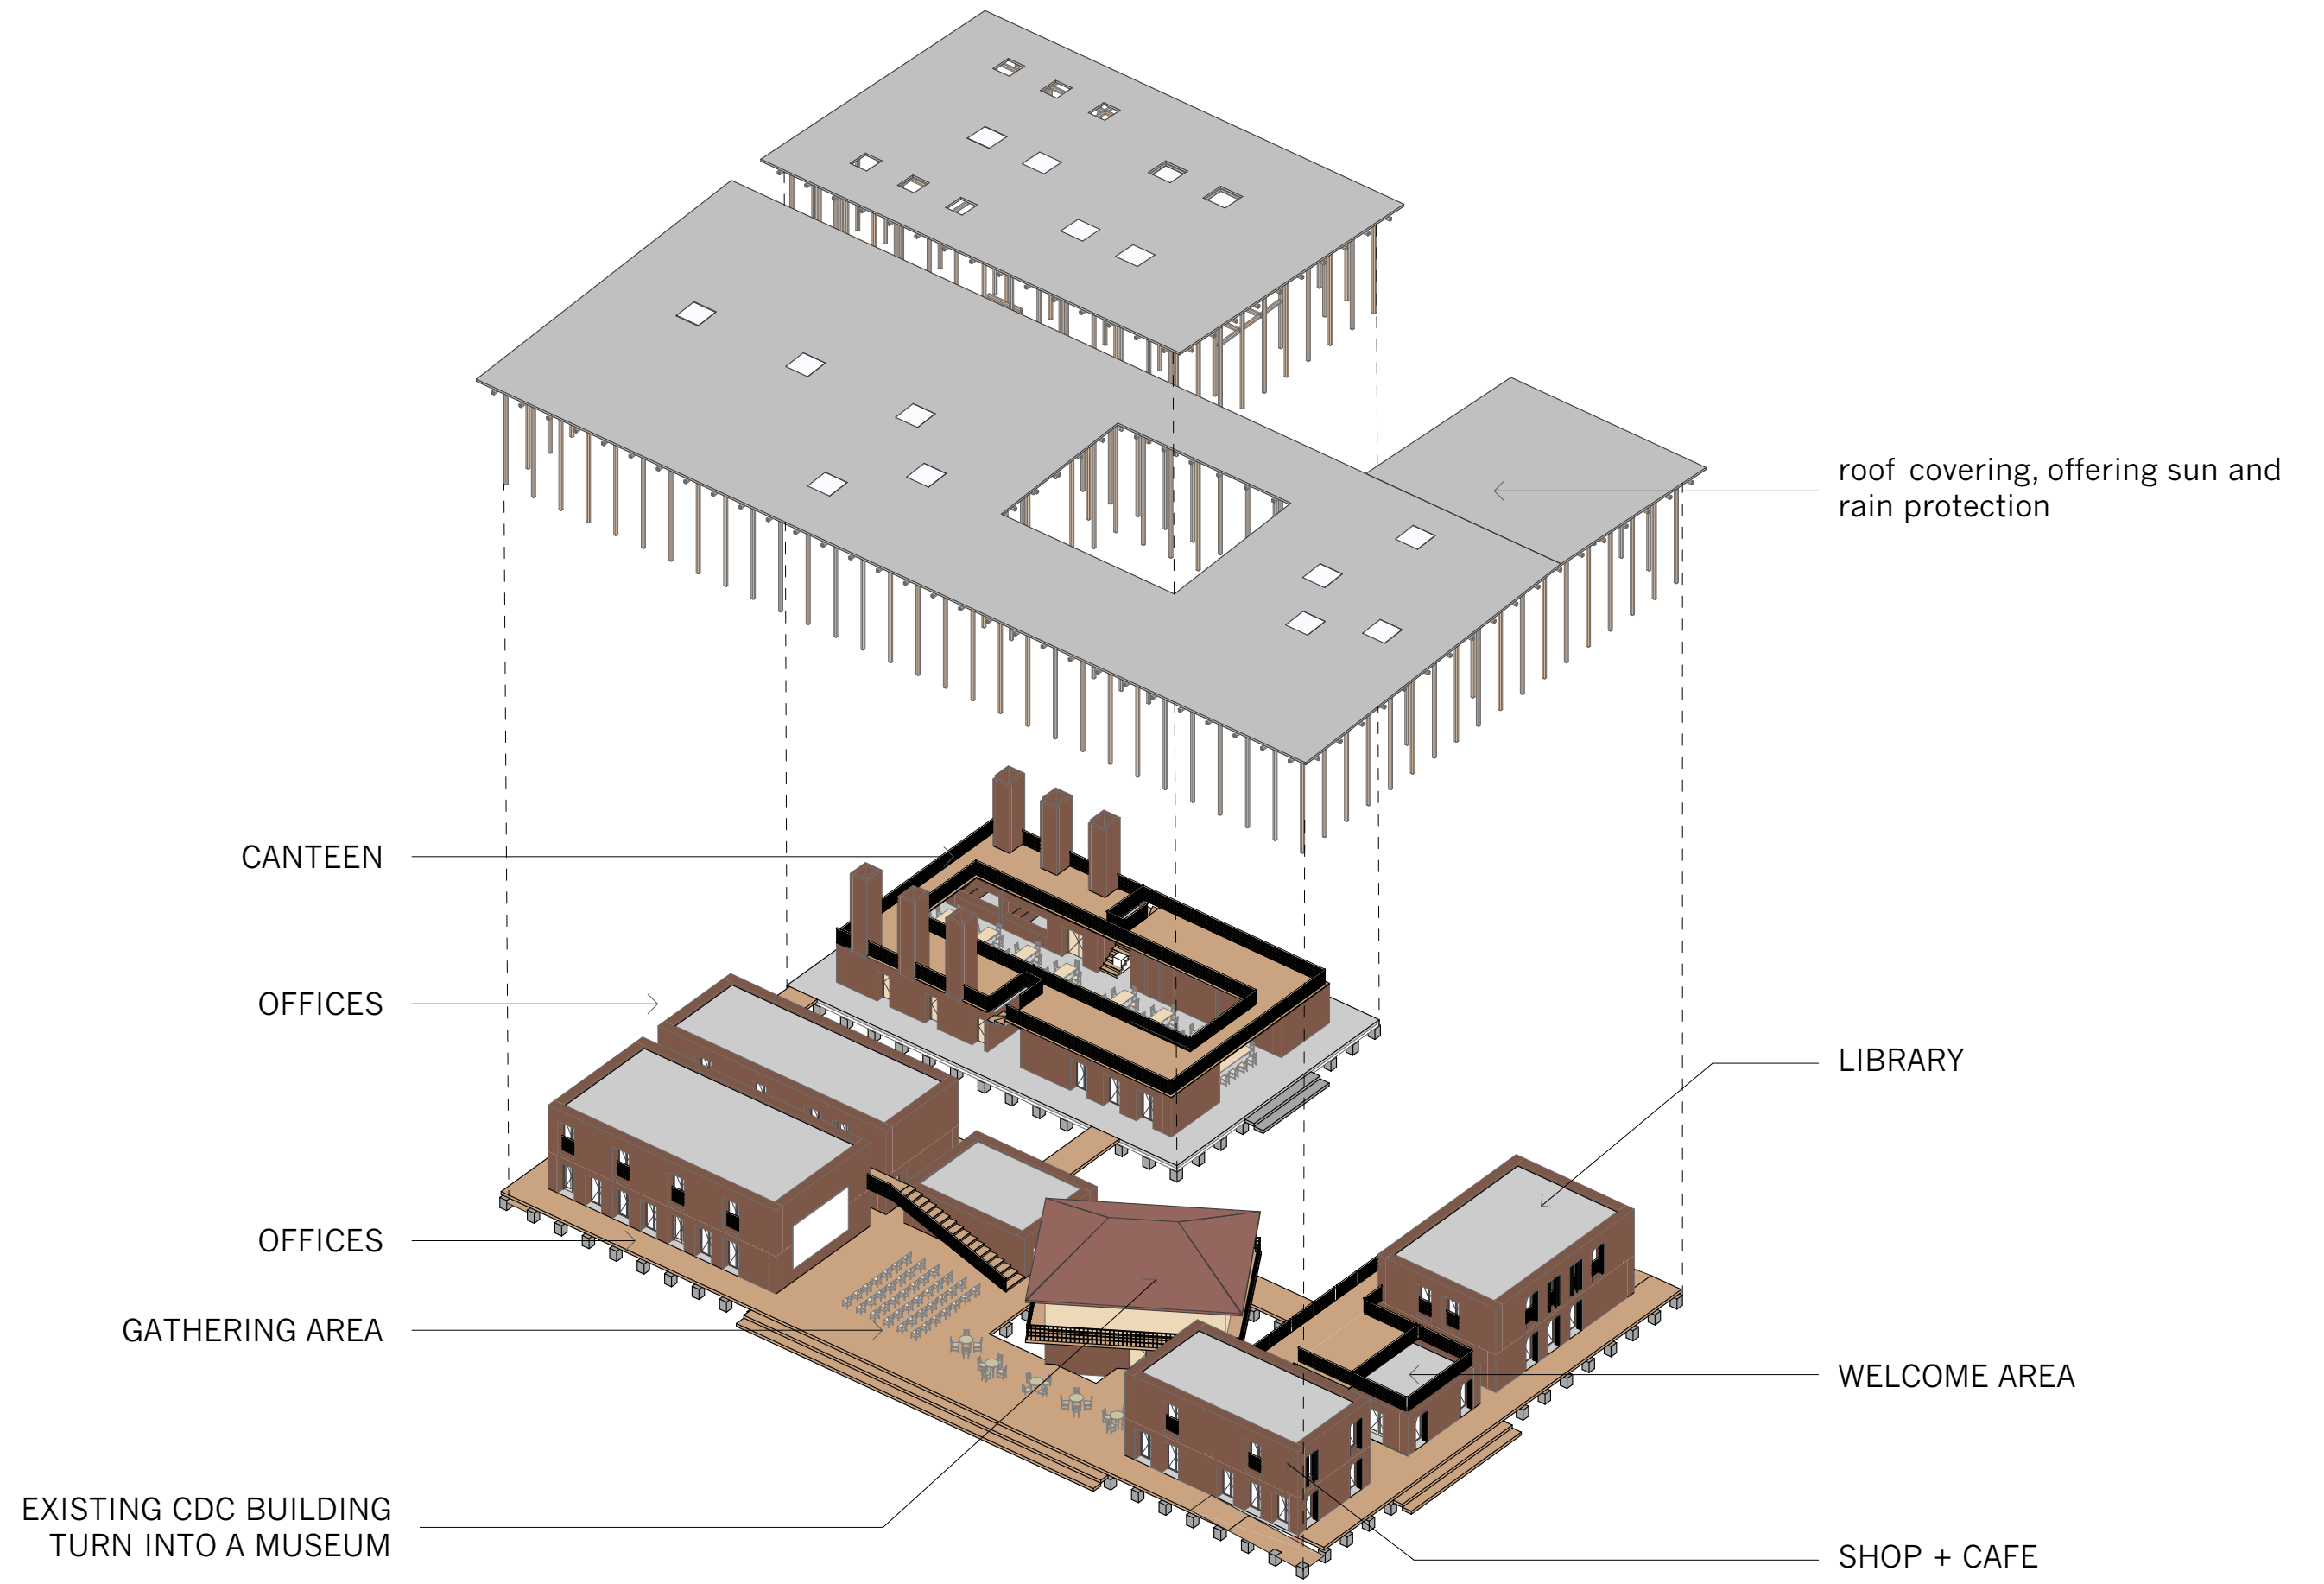 roof covering, offering sun and
rain protection
CANTEEN
OFFICES
LIBRARY
OFFICES
GATHERING AREA
WELCOME AREA
EXISTING CDC BUILDING
TURN INTO A MUSEUM
SHOP + CAFE